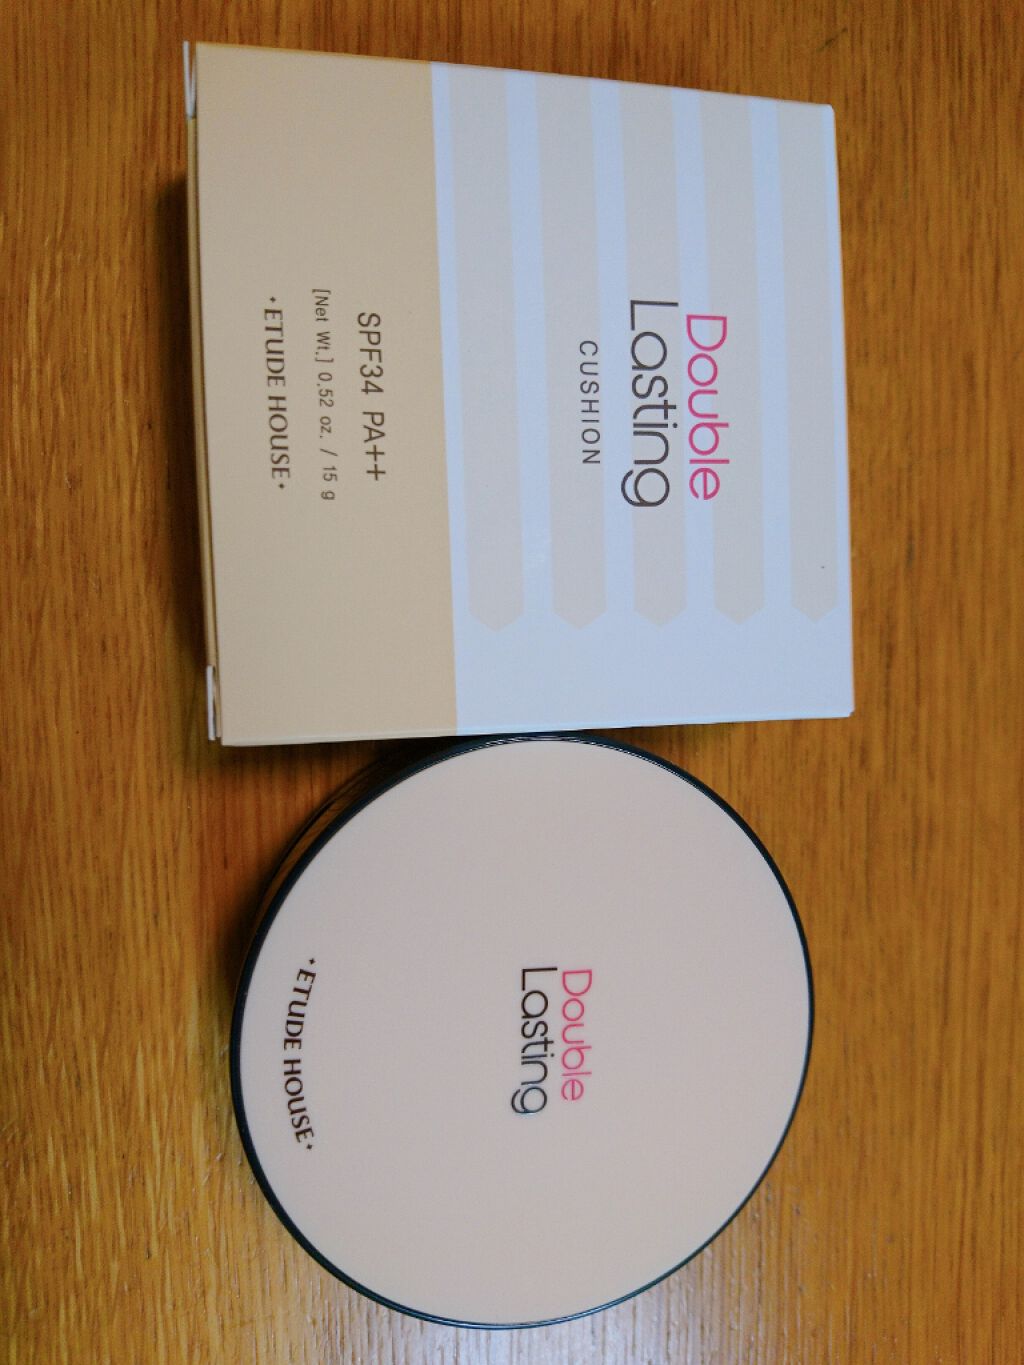 Double
Lasting
CUSHION
SPF34 PA++
[Net Wt.] 0.52 oz. / 15 g
•ETUDE HOUSE•
Double
Lasting
•ETUDE HOUSE•